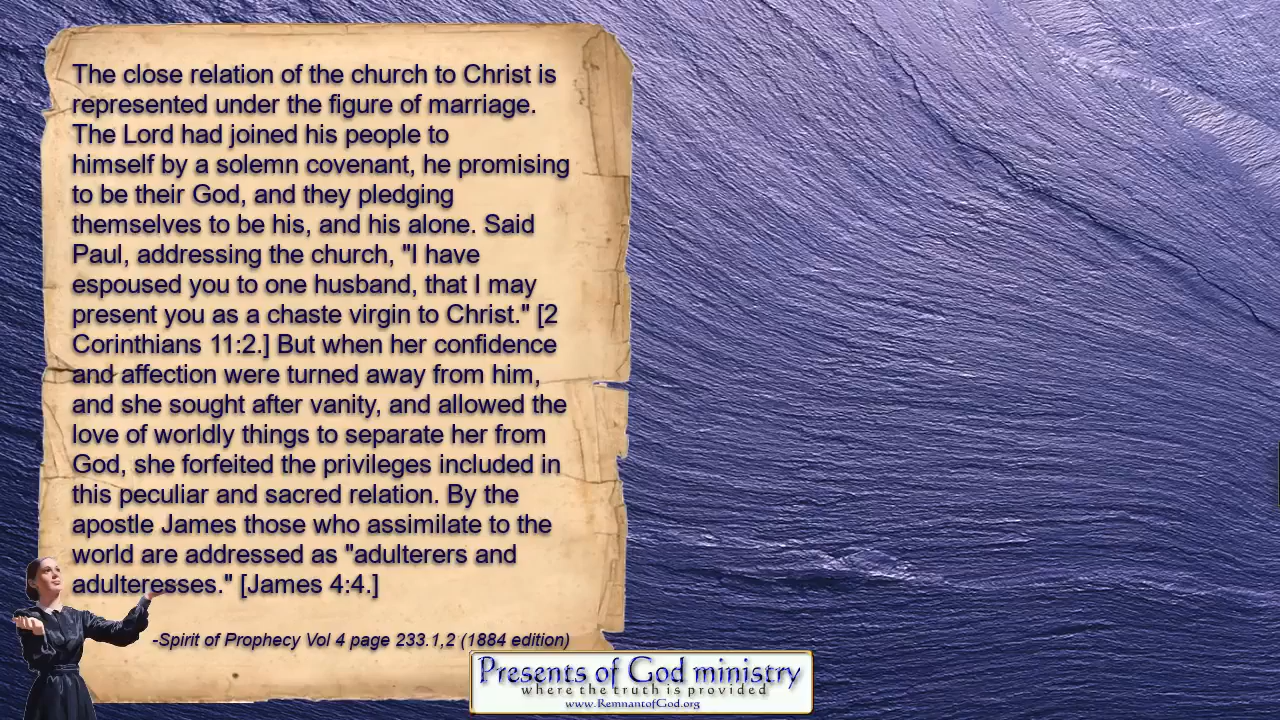 The close relation of the church to Christ is
represented under the figure of marriage.
The Lord had joined his people to
himself by a solemn covenant, he promising
to be their God, and they pledging
themselves to be his, and his alone. Said
Paul, addressing the church, "I have
espoused you to one husband, that I may
present you as a chaste virgin to Christ." [2
Corinthians 11:2.] But when her confidence
and affection were turned away from him,
and she sought after vanity, and allowed the
love of worldly things to separate her from
God, she forfeited the privileges included in
this peculiar and sacred relation. By the
apostle James those who assimilate to the
world are addressed as "adulterers and
adulteresses." [James 4:4.]
-Spirit of Prophecy Vol 4 page 233.1,2 (1884 edition)
Presents of God ministry
where the truth is provided
www.RemnantofGod.org